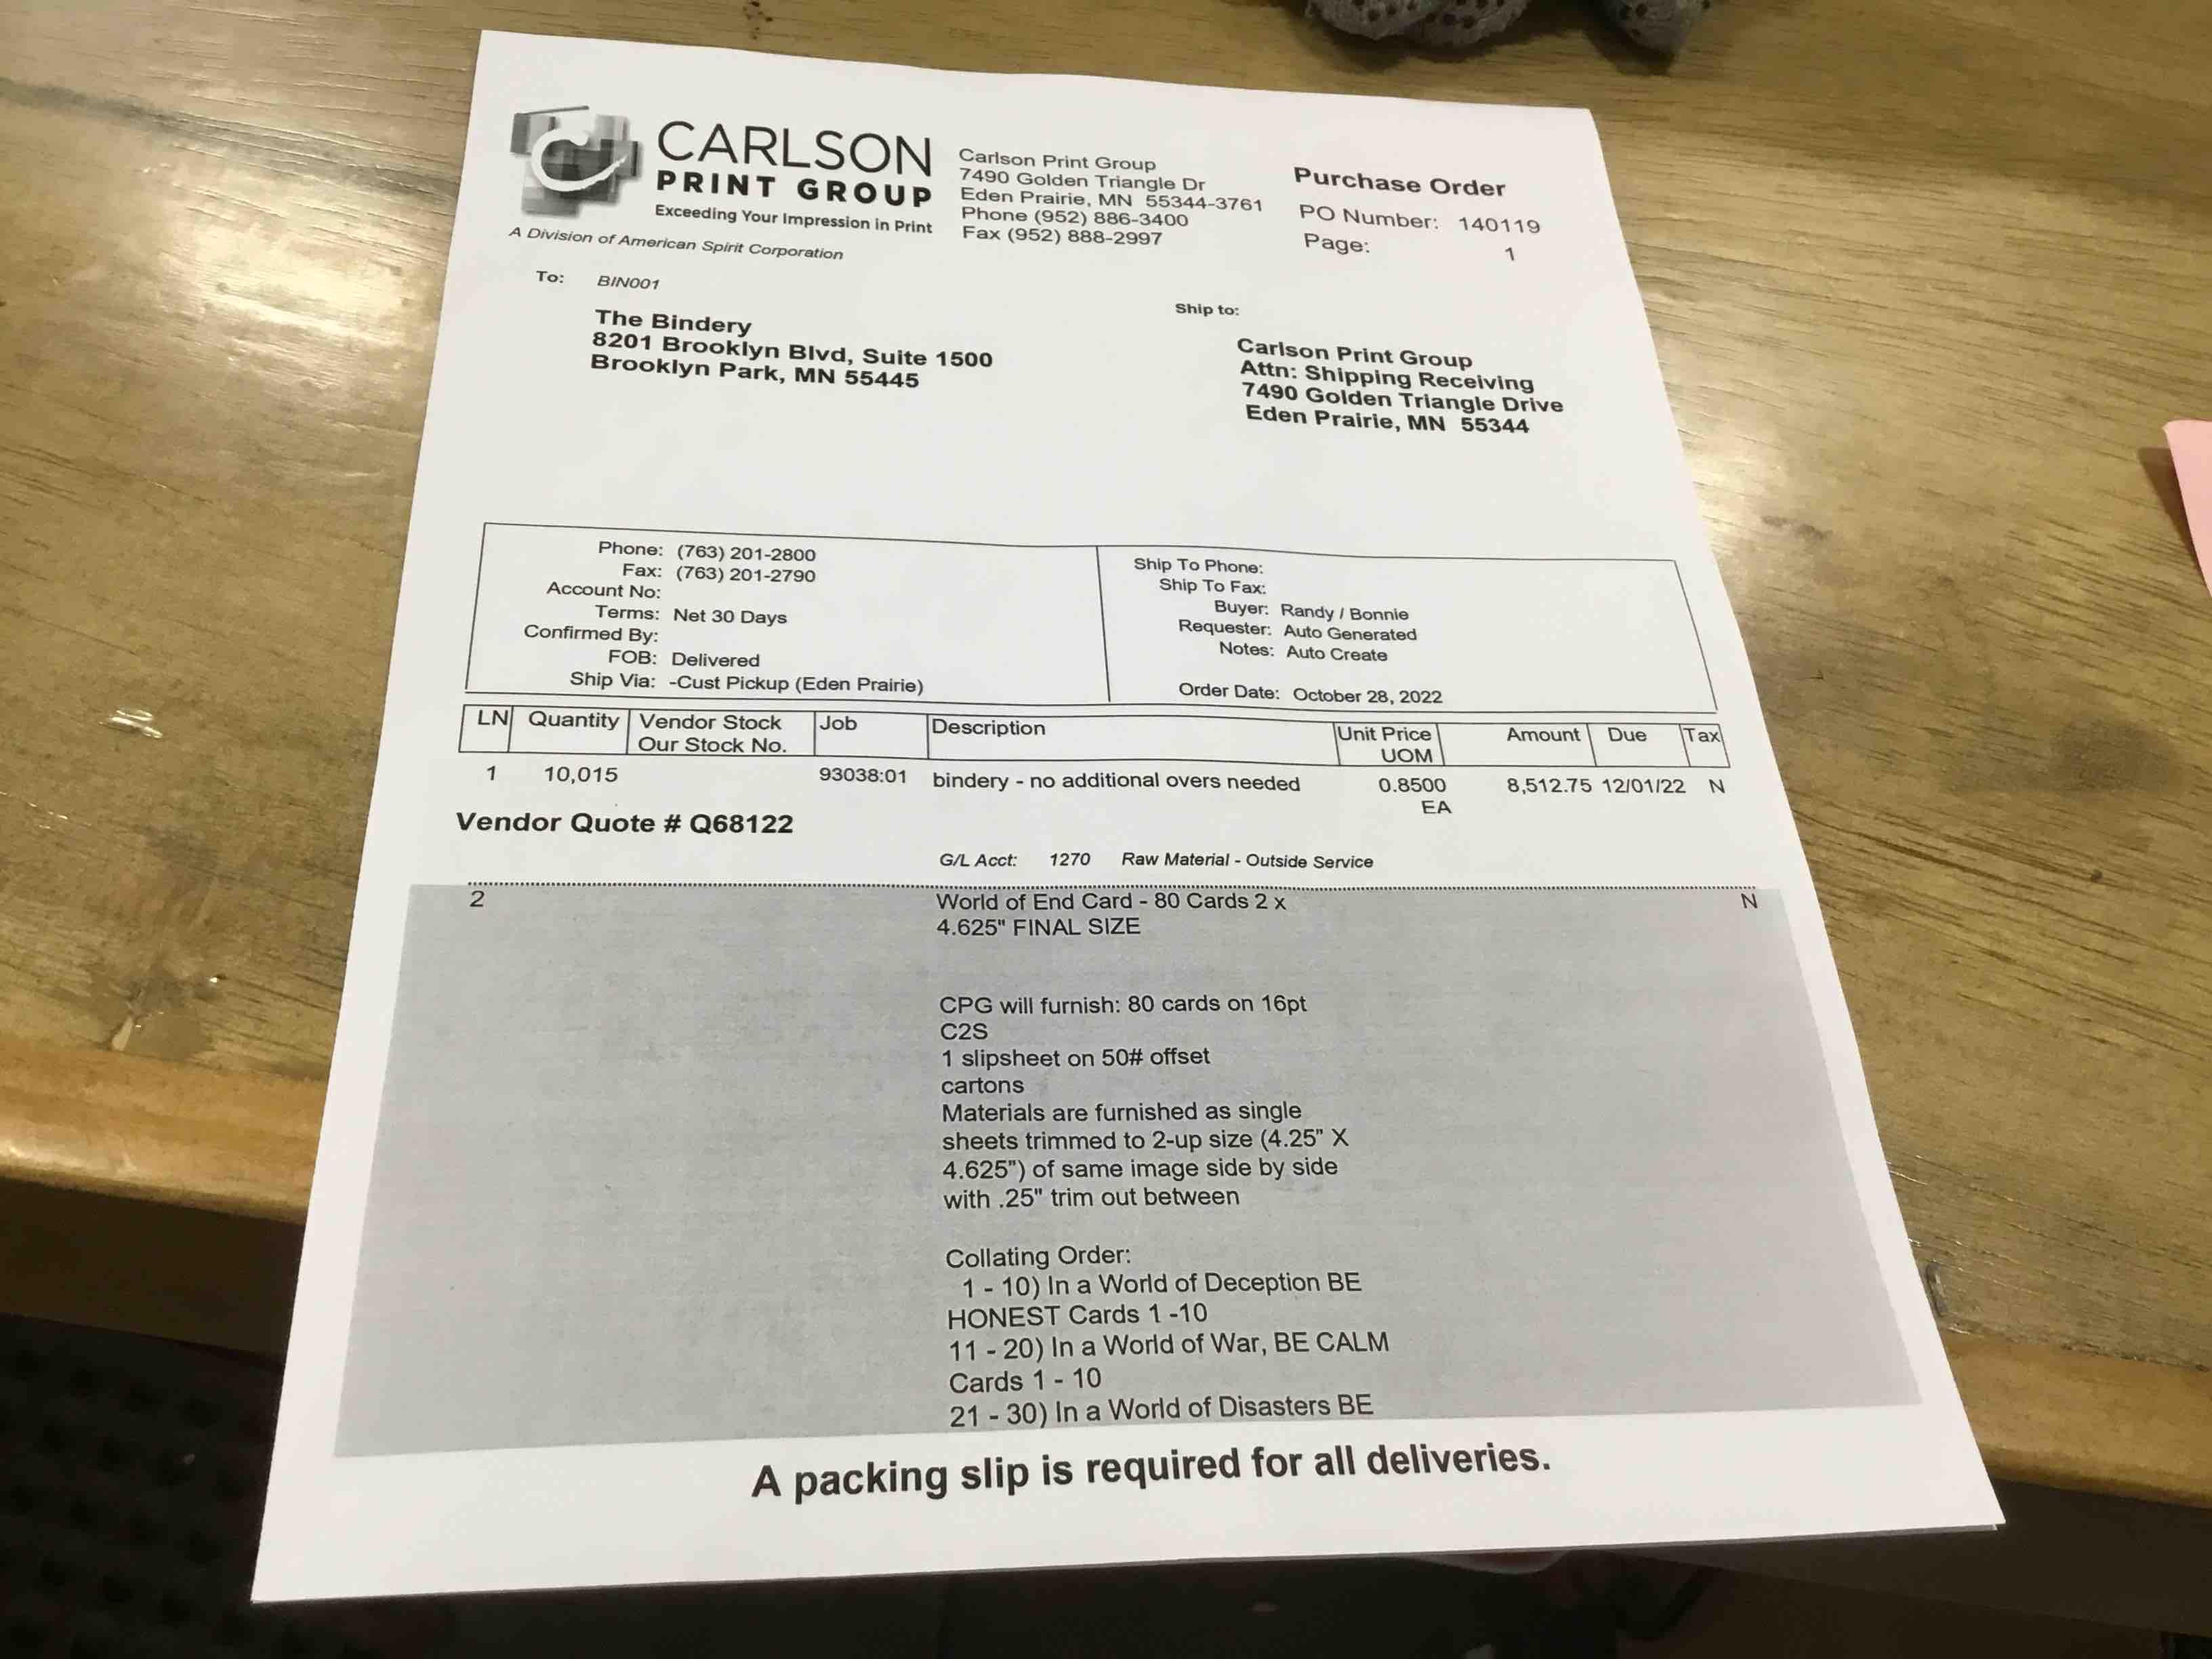 CARLSON
PRINT GROUP
Exceeding Your Impression in Print
A Division of American Spirit Corporation
Carlson Print Group
7490 Golden Triangle Dr
Eden Prairie, MN 55344-3761
Phone (952) 886-3400
Fax (952) 888-2997
Purchase Order
PO Number: 140119
Page: 1
To: BIN001
The Bindery
8201 Brooklyn Blvd, Suite 1500
Brooklyn Park, MN 55445
Ship to:
Carlson Print Group
Attn: Shipping Receiving
7490 Golden Triangle Drive
Eden Prairie, MN 55344
Phone: (763) 201-2800
Fax: (763) 201-2790
Account No:
Terms: Net 30 Days
Confirmed By:
FOB: Delivered
Ship Via: -Cust Pickup (Eden Prairie)
Ship To Phone:
Ship To Fax:
Buyer: Randy / Bonnie
Requester: Auto Generated
Notes: Auto Create
Order Date: October 28, 2022
LN Quantity Vendor Stock Job Description Unit Price Amount Due Tax
Our Stock No. UOM
1 10,015 93038:01 bindery - no additional overs needed 0.8500 8,512.75 12/01/22 N
EA
Vendor Quote # Q68122
G/L Acct: 1270 Raw Material - Outside Service
2 World of End Card - 80 Cards 2 x N
4.625" FINAL SIZE
CPG will furnish: 80 cards on 16pt
C2S
1 slipsheet on 50# offset
cartons
Materials are furnished as single
sheets trimmed to 2-up size (4.25" X
4.625") of same image side by side
with .25" trim out between
Collating Order:
1 - 10) In a World of Deception BE
HONEST Cards 1 -10
11 - 20) In a World of War, BE CALM
Cards 1 - 10
21 - 30) In a World of Disasters BE
A packing slip is required for all deliveries.